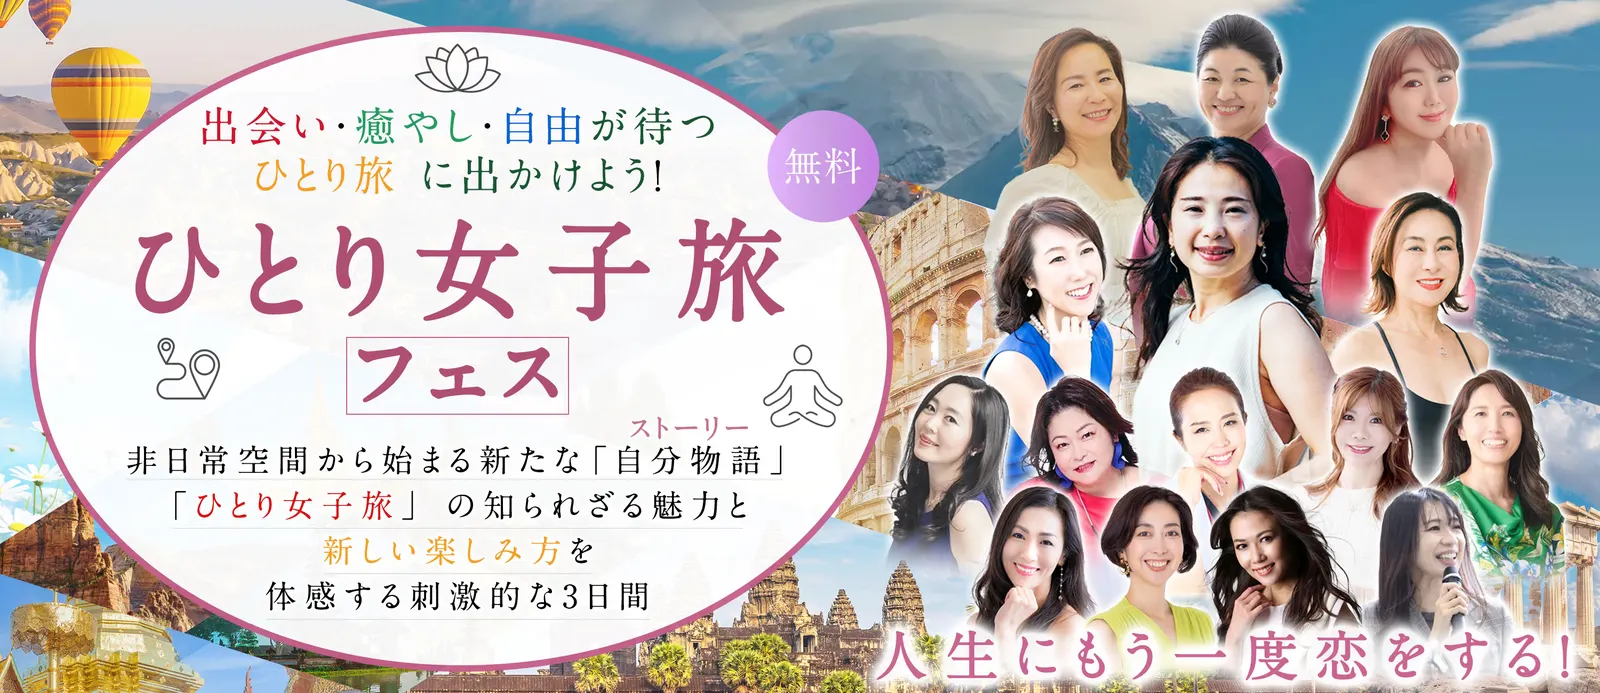 出会い・癒やし・自由が待つ
ひとり旅 に出かけよう!
無料
ひとり女子旅
フェス
ストーリー
非日常空間から始まる新たな「自分物語」
「ひとり女子旅」 の知られざる魅力と
新しい楽しみ方を
体感する刺激的な3日間
人生にもう一度恋をする!